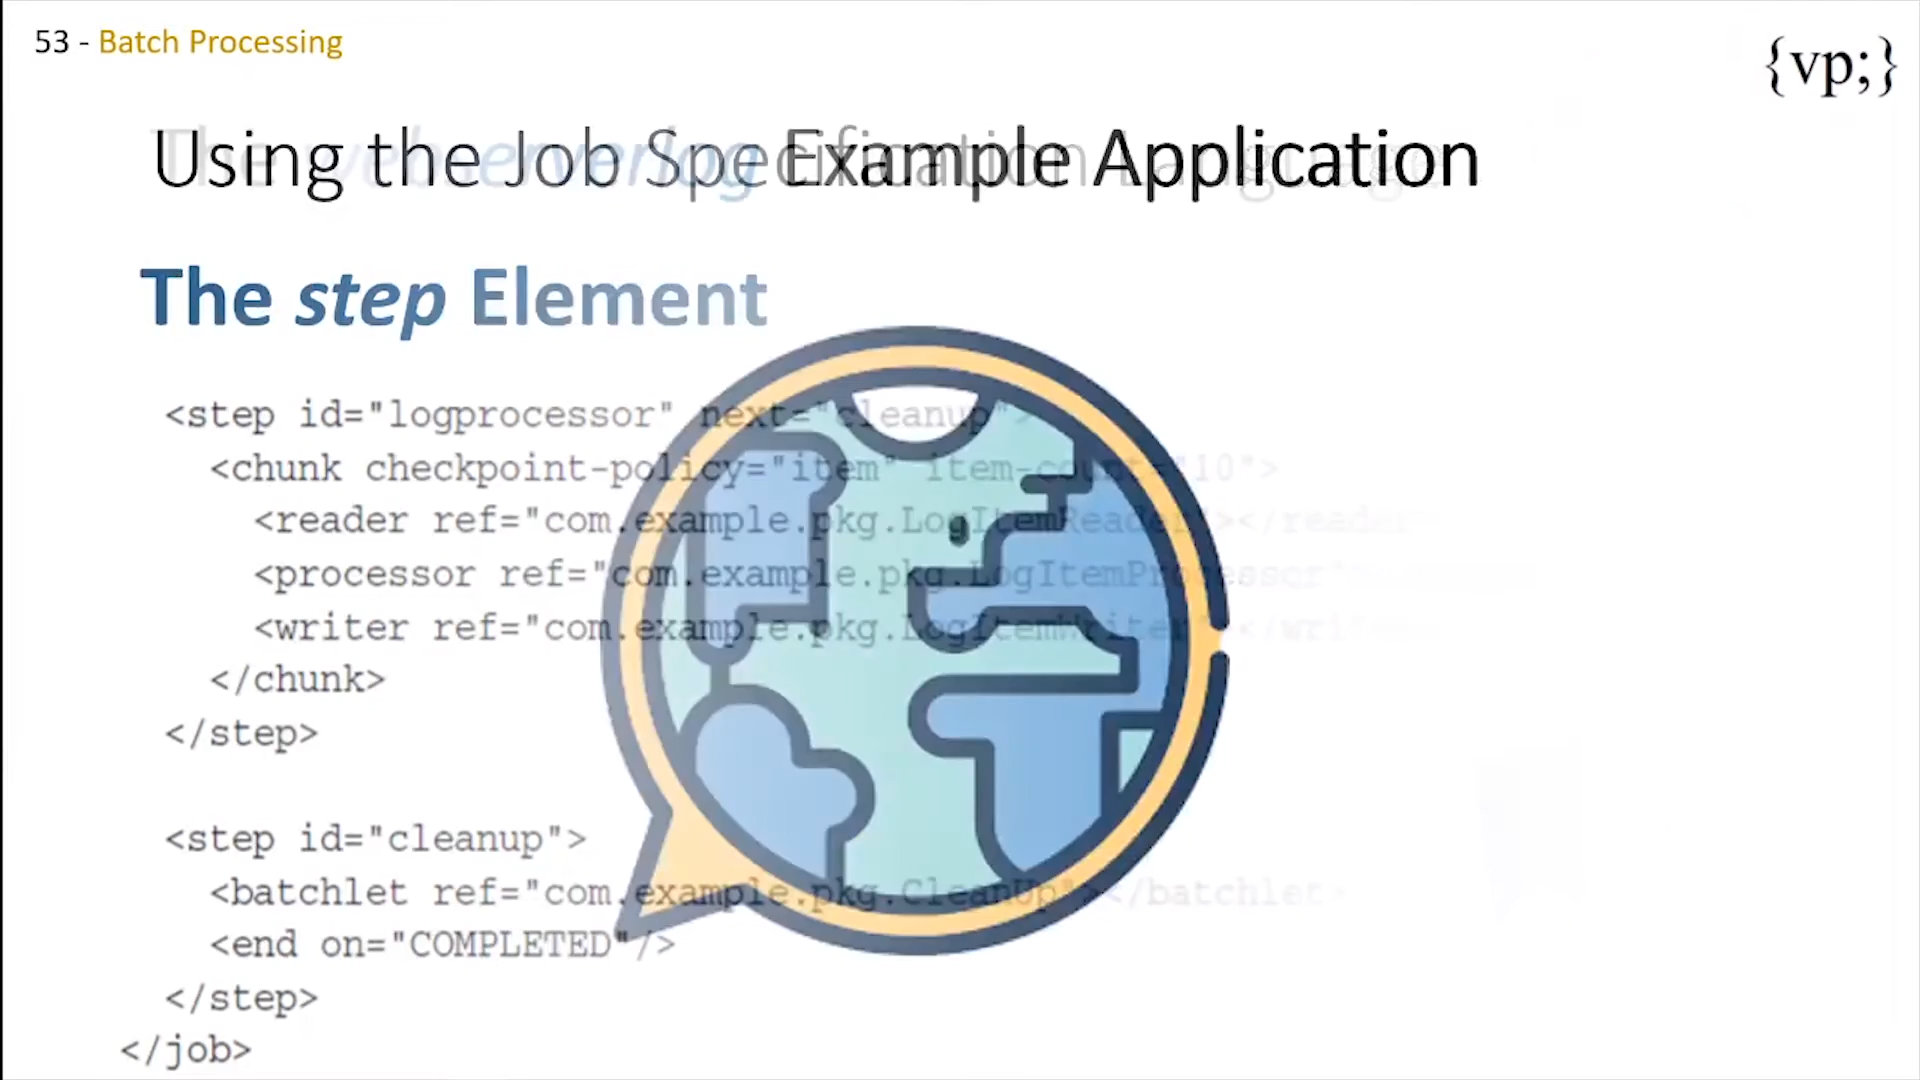 53 - Batch Processing
{vp;}
Using the Job Specification Language
The webserverlog Example Application
The step Element
<step id="logprocessor" next="cleanup">
<chunk checkpoint-policy="item" item-count="10">
<reader ref="com.example.pkg.LogItemReader"></reader>
<processor ref="com.example.pkg.LogItemProcessor"
<writer ref="com.example.pkg.LogItemWriter"></writer>
</chunk>
</step>
<step id="cleanup">
<batchlet ref="com.example.pkg.CleanUp"></batchlet>
<end on="COMPLETED"/>
</step>
</job>